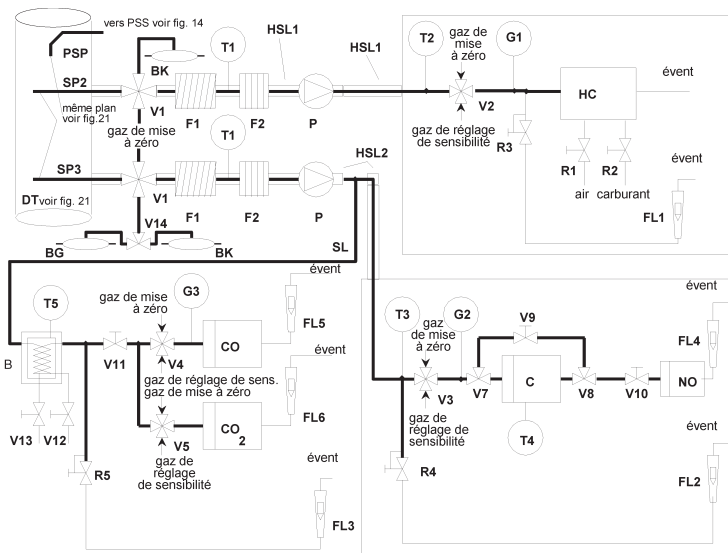 vers PSS voir fig. 14
PSP
BK
T1
HSL1
HSL1
T2
gaz de
mise
à zéro
G1
SP2
V1
F1
F2
P
V2
HC
évent
même plan
voir fig.21
gaz de mise
à zéro
T1
gaz de réglage
de sensibilité
R3
R1
R2
air
carburant
évent
FL1
SP3
V1
HSL2
DT voir fig. 21
F1
F2
P
V14
BG
BK
SL
évent
T5
gaz de mise
à zéro
G3
FL5
évent
B
V11
V4
CO
gaz de réglage de sens.
gaz de mise à zéro
FL6
V13
V12
V5
CO
2
gaz de
réglage
de sensibilité
R5
évent
FL3
T3
gaz
de mise
à zéro
G2
V9
évent
FL4
V3
V7
C
V8
V10
NO
gaz de
réglage de
sensibilité
T4
R4
évent
FL2